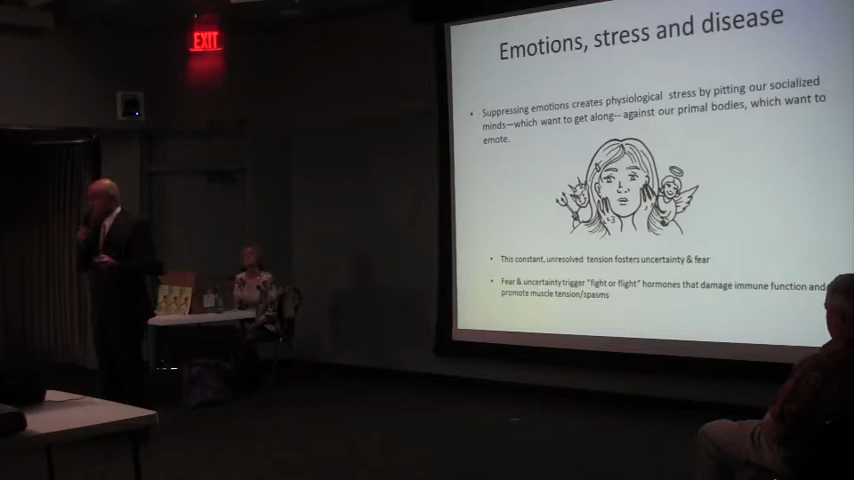 EXIT
Emotions, stress and disease
• Suppressing emotions creates physiological stress by pitting our socialized
minds—which want to get along-- against our primal bodies, which want to
emote.
• This constant, unresolved tension fosters uncertainty & fear
• Fear & uncertainty trigger "fight or flight" hormones that damage immune function and
promote muscle tension/spasms